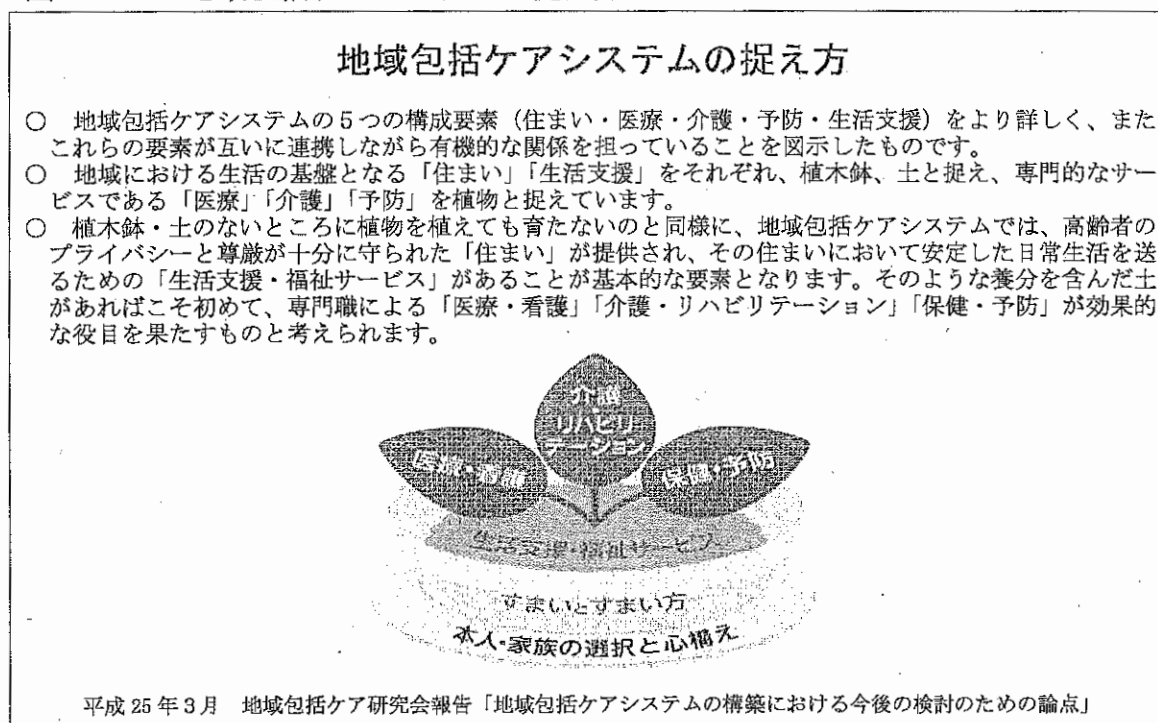 地域包括ケアシステムの捉え方
○ 地域包括ケアシステムの5つの構成要素（住まい・医療・介護・予防・生活支援）をより詳しく、また
これらの要素が互いに連携しながら有機的な関係を担っていることを図示したものです。
○ 地域における生活の基盤となる「住まい」「生活支援」をそれぞれ、植木鉢、土と捉え、専門的なサー
ビスである「医療」「介護」「予防」を植物と捉えています。
○ 植木鉢・土のないところに植物を植えても育たないのと同様に、地域包括ケアシステムでは、高齢者の
プライバシーと尊厳が十分に守られた「住まい」が提供され、その住まいにおいて安定した日常生活を送
るための「生活支援・福祉サービス」があることが基本的な要素となります。そのような養分を含んだ土
があればこそ初めて、専門職による「医療・看護」「介護・リハビリテーション」「保健・予防」が効果的
な役目を果たすものと考えられます。
介護
・
リハビリ
テーション
医療・看護
保健・予防
生活支援・福祉サービス
すまいとすまい方
本人・家族の選択と心構え
平成25年3月 地域包括ケア研究会報告「地域包括ケアシステムの構築における今後の検討のための論点」